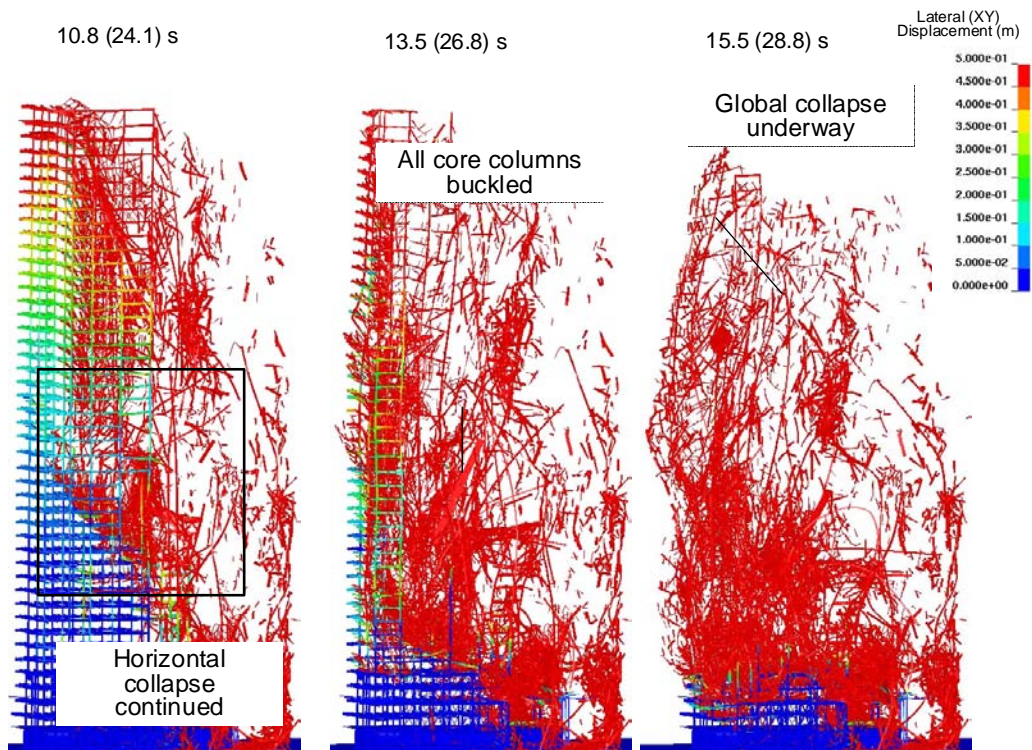 10.8 (24.1) s
13.5 (26.8) s
15.5 (28.8) s
Lateral (XY)
Displacement (m)
5.000e-01
4.500e-01
4.000e-01
3.500e-01
3.000e-01
2.500e-01
2.000e-01
1.500e-01
1.000e-01
5.000e-02
0.000e+00
Horizontal
collapse
continued
All core columns
buckled
Global collapse
underway